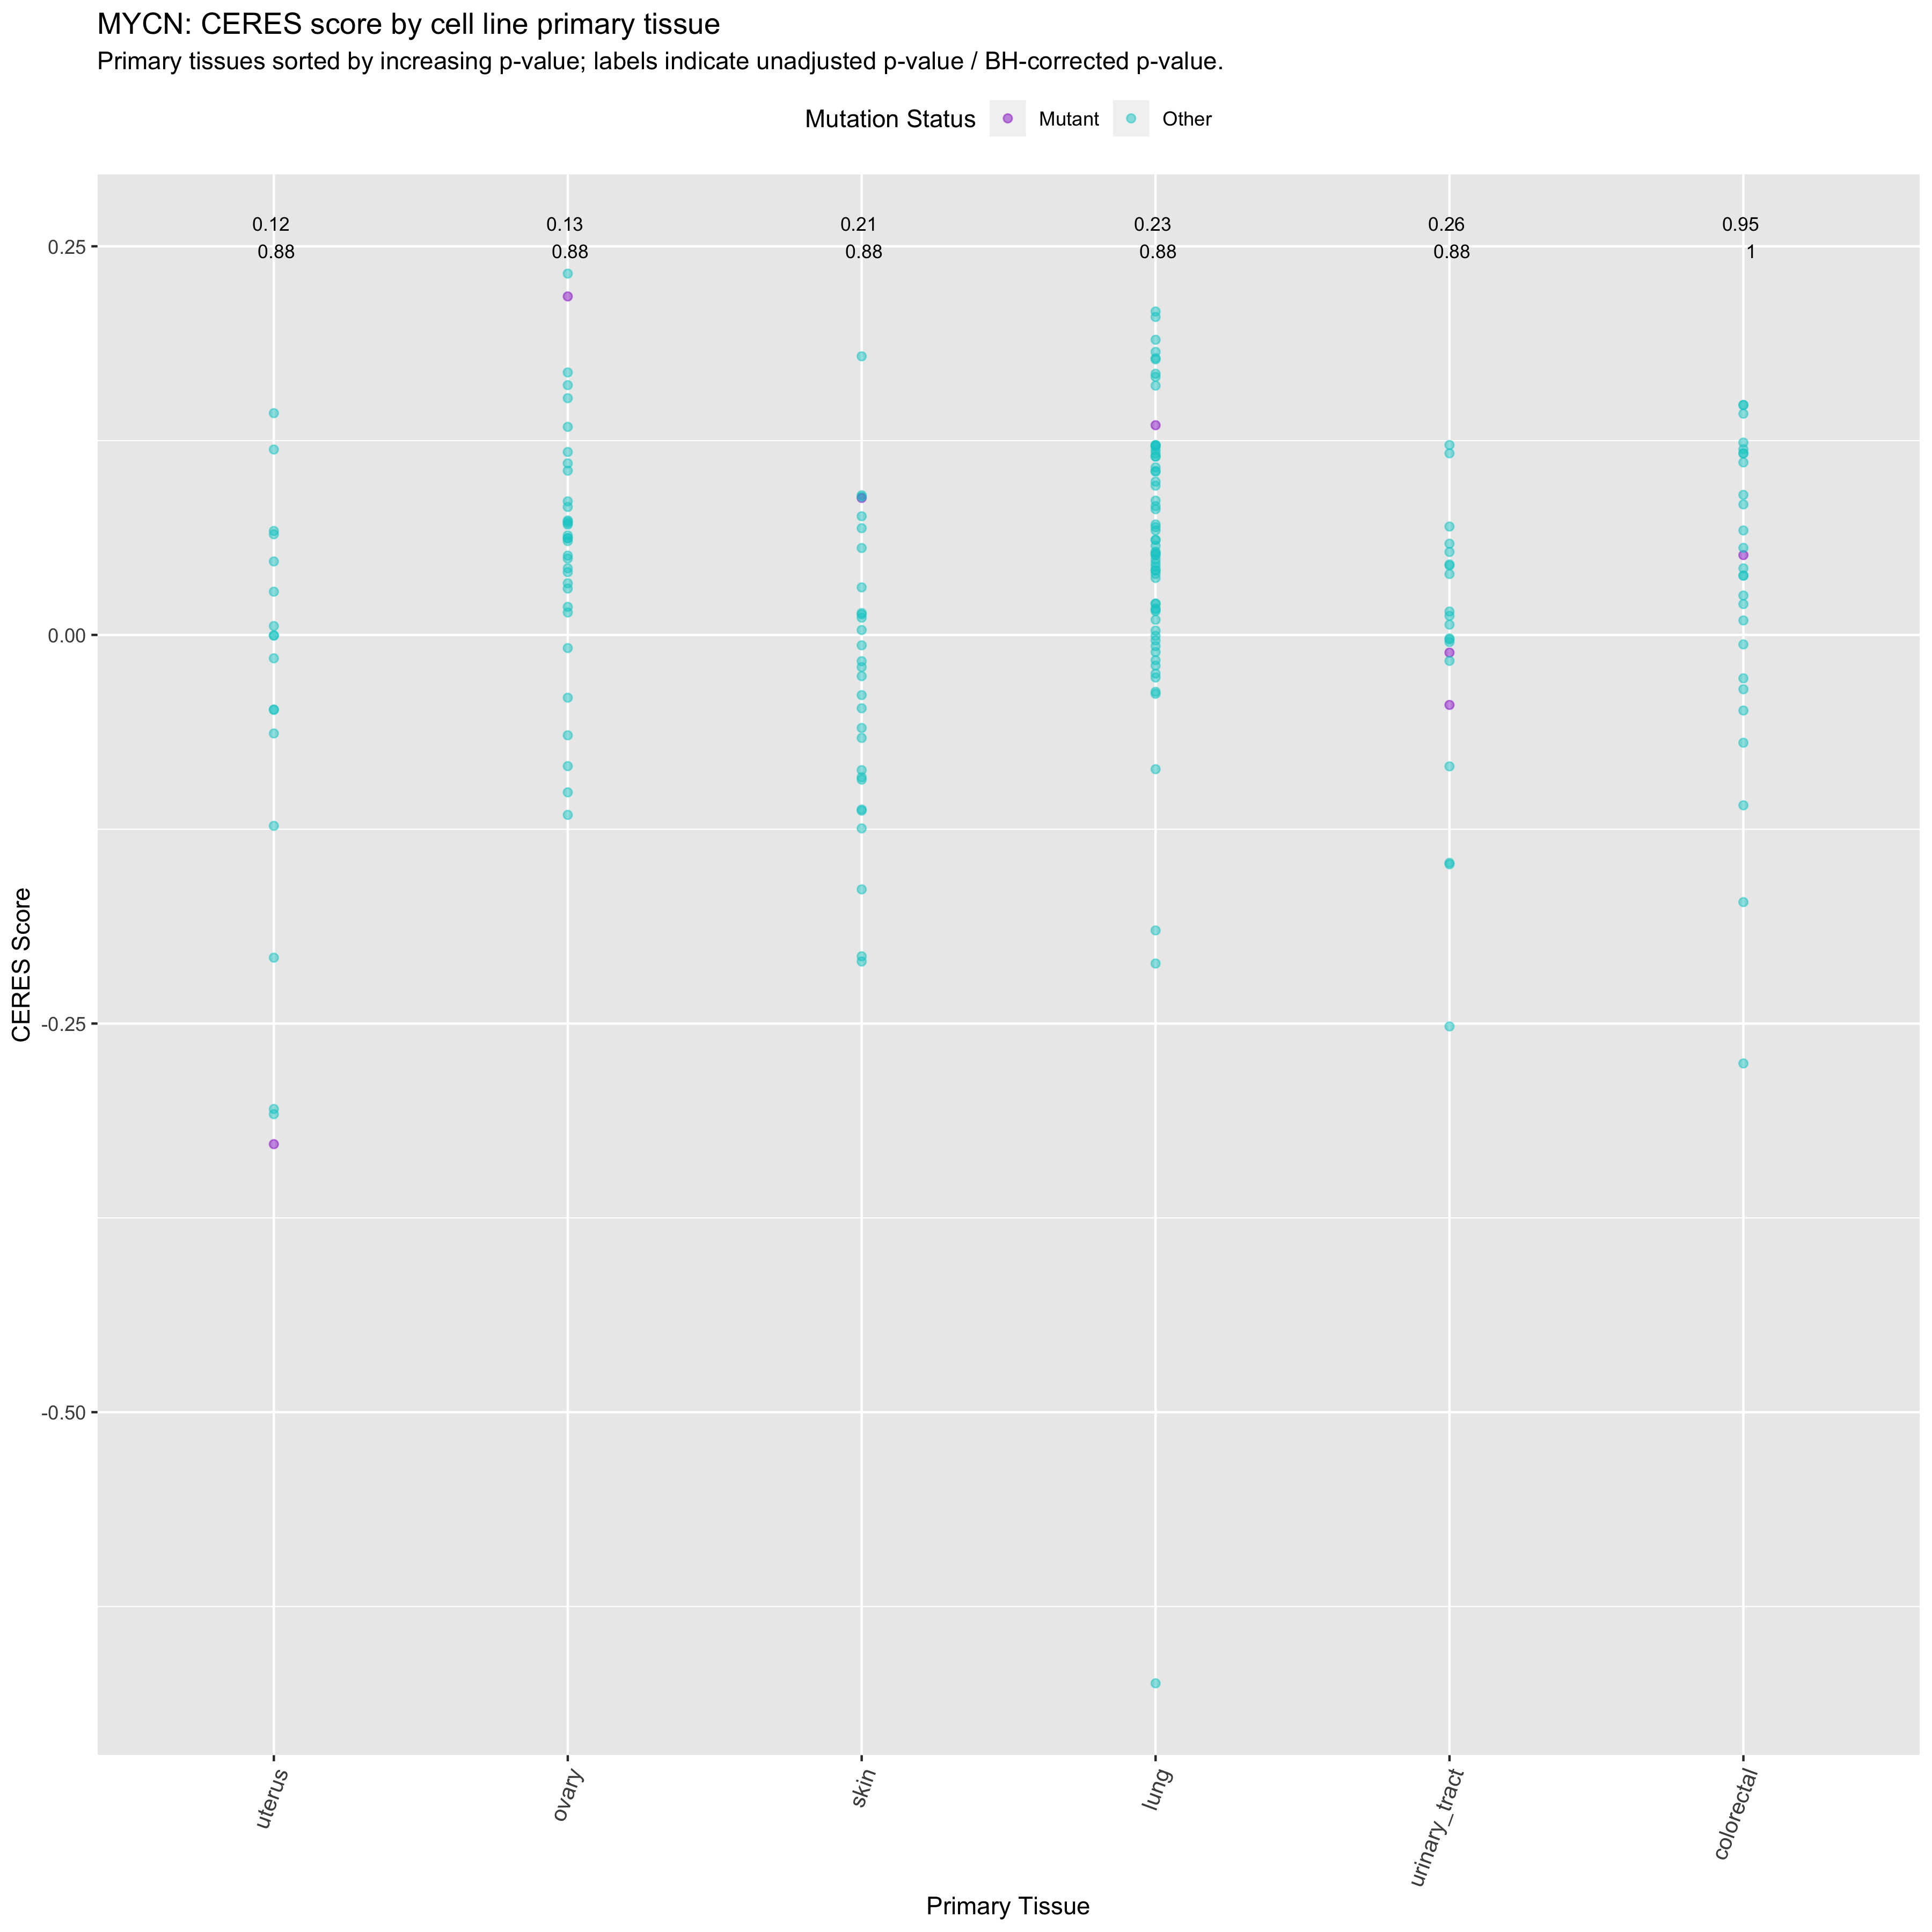 MYCN: CERES score by cell line primary tissue
Primary tissues sorted by increasing p-value; labels indicate unadjusted p-value / BH-corrected p-value.
Mutation Status Mutant Other
0.12 0.13 0.21 0.23 0.26 0.95
0.88 0.88 0.88 0.88 0.88 1
0.25
0.00
-0.25
-0.50
CERES Score
uterus ovary skin lung urinary_tract colorectal
Primary Tissue